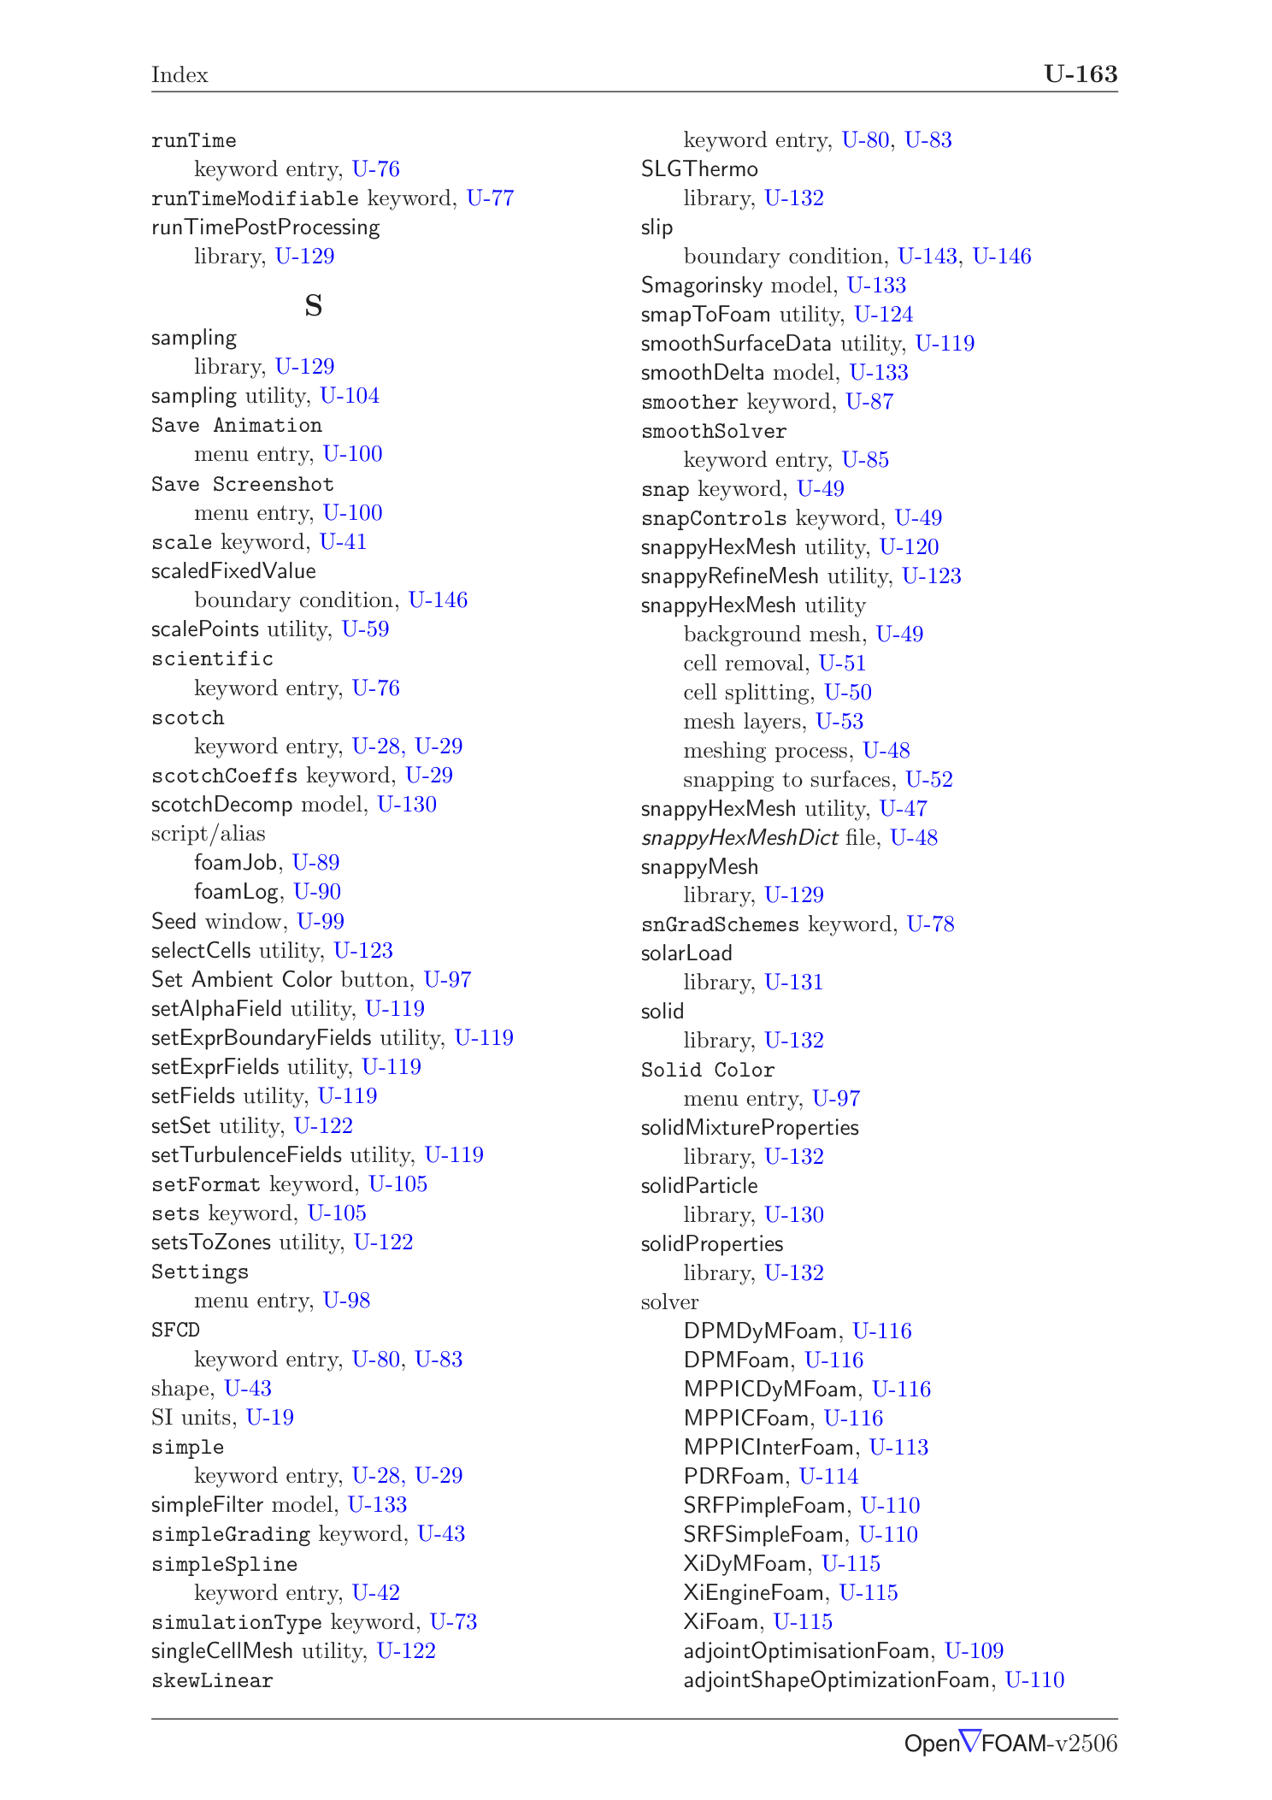 Index U-163
runTime
keyword entry, U-76
runTimeModifiable keyword, U-77
runTimePostProcessing
library, U-129
S
sampling
library, U-129
sampling utility, U-104
Save Animation
menu entry, U-100
Save Screenshot
menu entry, U-100
scale keyword, U-41
scaledFixedValue
boundary condition, U-146
scalePoints utility, U-59
scientific
keyword entry, U-76
scotch
keyword entry, U-28, U-29
scotchCoeffs keyword, U-29
scotchDecomp model, U-130
script/alias
foamJob, U-89
foamLog, U-90
Seed window, U-99
selectCells utility, U-123
Set Ambient Color button, U-97
setAlphaField utility, U-119
setExprBoundaryFields utility, U-119
setExprFields utility, U-119
setFields utility, U-119
setSet utility, U-122
setTurbulenceFields utility, U-119
setFormat keyword, U-105
sets keyword, U-105
setsToZones utility, U-122
Settings
menu entry, U-98
SFCD
keyword entry, U-80, U-83
shape, U-43
SI units, U-19
simple
keyword entry, U-28, U-29
simpleFilter model, U-133
simpleGrading keyword, U-43
simpleSpline
keyword entry, U-42
simulationType keyword, U-73
singleCellMesh utility, U-122
skewLinear
keyword entry, U-80, U-83
SLGThermo
library, U-132
slip
boundary condition, U-143, U-146
Smagorinsky model, U-133
smapToFoam utility, U-124
smoothSurfaceData utility, U-119
smoothDelta model, U-133
smoother keyword, U-87
smoothSolver
keyword entry, U-85
snap keyword, U-49
snapControls keyword, U-49
snappyHexMesh utility, U-120
snappyRefineMesh utility, U-123
snappyHexMesh utility
background mesh, U-49
cell removal, U-51
cell splitting, U-50
mesh layers, U-53
meshing process, U-48
snapping to surfaces, U-52
snappyHexMesh utility, U-47
snappyHexMeshDict file, U-48
snappyMesh
library, U-129
snGradSchemes keyword, U-78
solarLoad
library, U-131
solid
library, U-132
Solid Color
menu entry, U-97
solidMixtureProperties
library, U-132
solidParticle
library, U-130
solidProperties
library, U-132
solver
DPMDyMFoam, U-116
DPMFoam, U-116
MPPICDyMFoam, U-116
MPPICFoam, U-116
MPPICInterFoam, U-113
PDRFoam, U-114
SRFPimpleFoam, U-110
SRFSimpleFoam, U-110
XiDyMFoam, U-115
XiEngineFoam, U-115
XiFoam, U-115
adjointOptimisationFoam, U-109
adjointShapeOptimizationFoam, U-110
Open∇FOAM-v2506